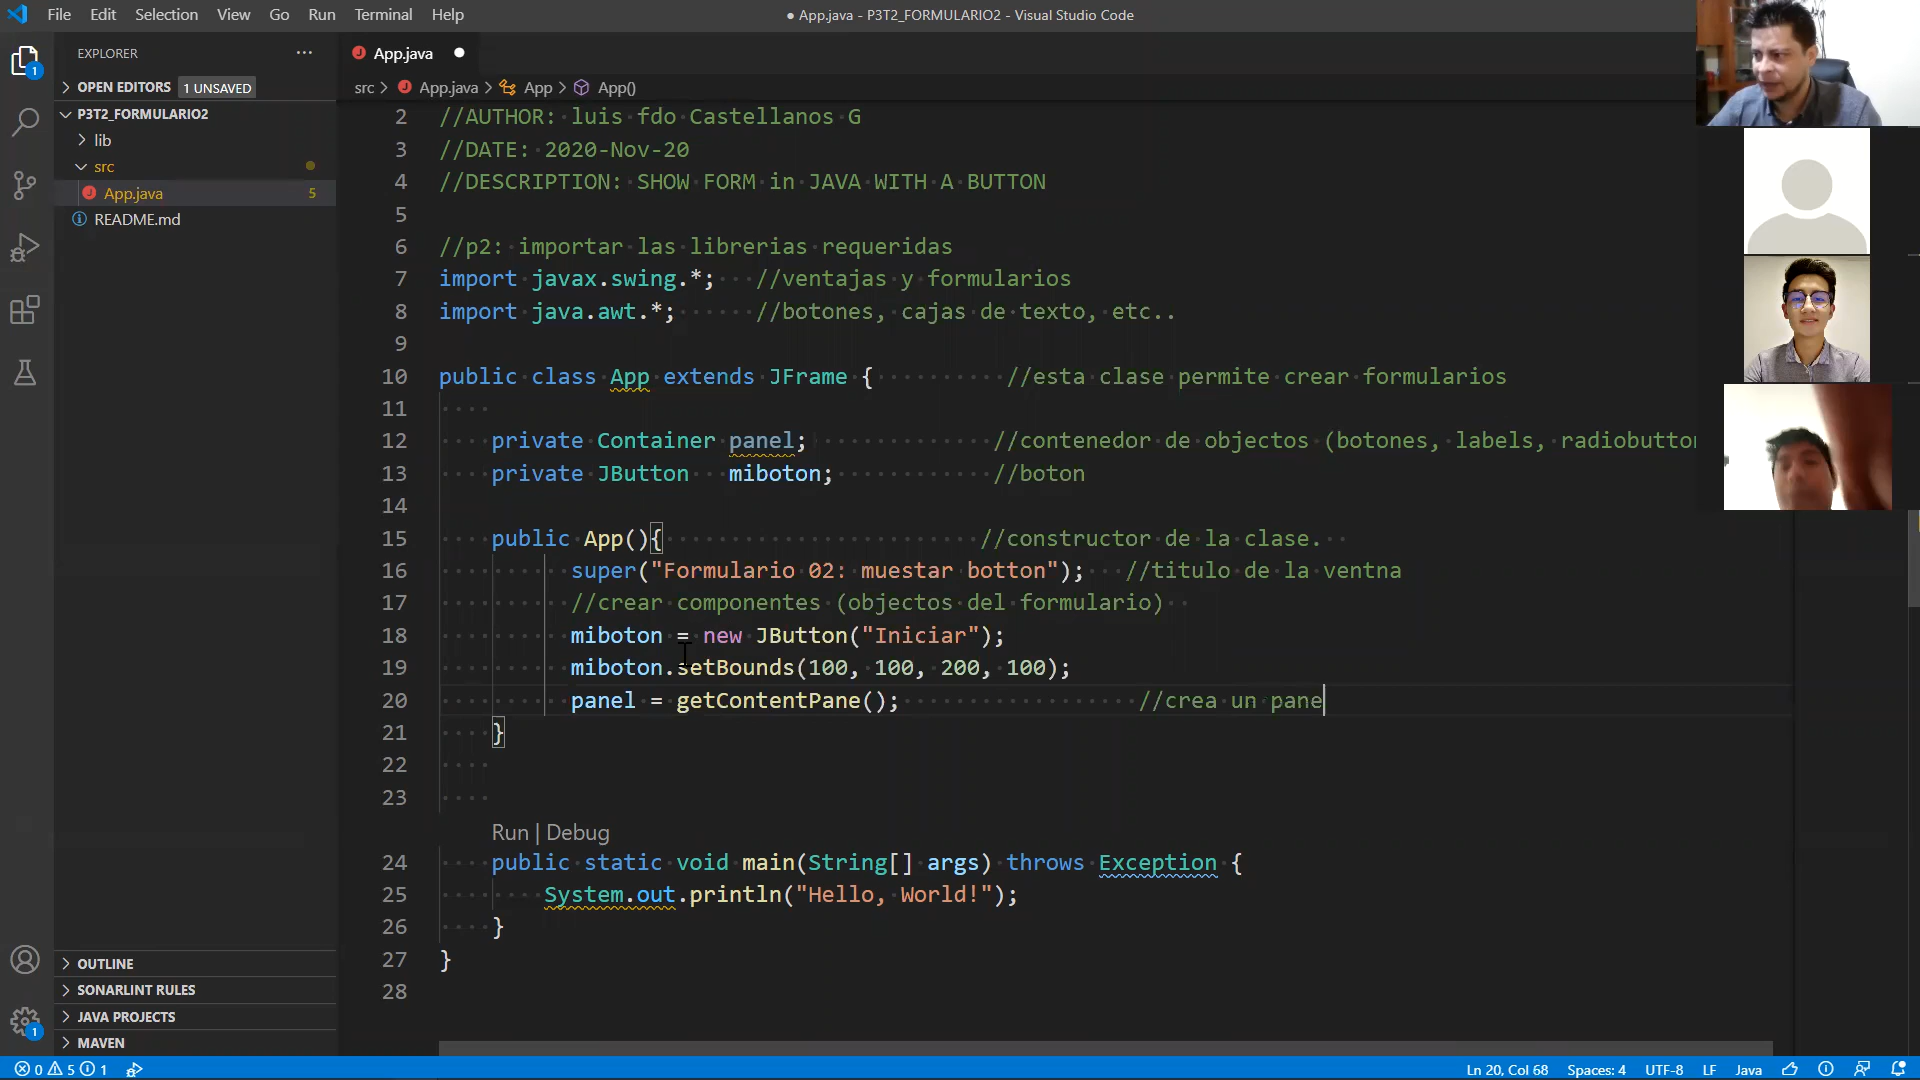 File Edit Selection View Go Run Terminal Help
● App.java - P3T2_FORMULARIO2 - Visual Studio Code
EXPLORER
OPEN EDITORS 1 UNSAVED
P3T2_FORMULARIO2
lib
src
App.java 5
README.md
OUTLINE
SONARLINT RULES
JAVA PROJECTS
MAVEN
1
1
App.java
src > App.java > App > App()
2 //AUTHOR: luis fdo Castellanos G
3 //DATE: 2020-Nov-20
4 //DESCRIPTION: SHOW FORM in JAVA WITH A BUTTON
5
6 //p2: importar las librerias requeridas
7 import javax.swing.*; //ventajas y formularios
8 import java.awt.*; //botones, cajas de texto, etc..
9
10 public class App extends JFrame { //esta clase permite crear formularios
11
12 private Container panel; //contenedor de objectos (botones, labels, radiobutton
13 private JButton miboton; //boton
14
15 public App(){ //constructor de la clase.
16 super("Formulario 02: muestar botton"); //titulo de la ventna
17 //crear componentes (objectos del formulario)
18 miboton = new JButton("Iniciar");
19 miboton.setBounds(100, 100, 200, 100);
20 panel = getContentPane(); //crea un pane
21 }
22
23
Run | Debug
24 public static void main(String[] args) throws Exception {
25 System.out.println("Hello, World!");
26 }
27 }
28
0 5 1
Ln 20, Col 68 Spaces: 4 UTF-8 LF Java